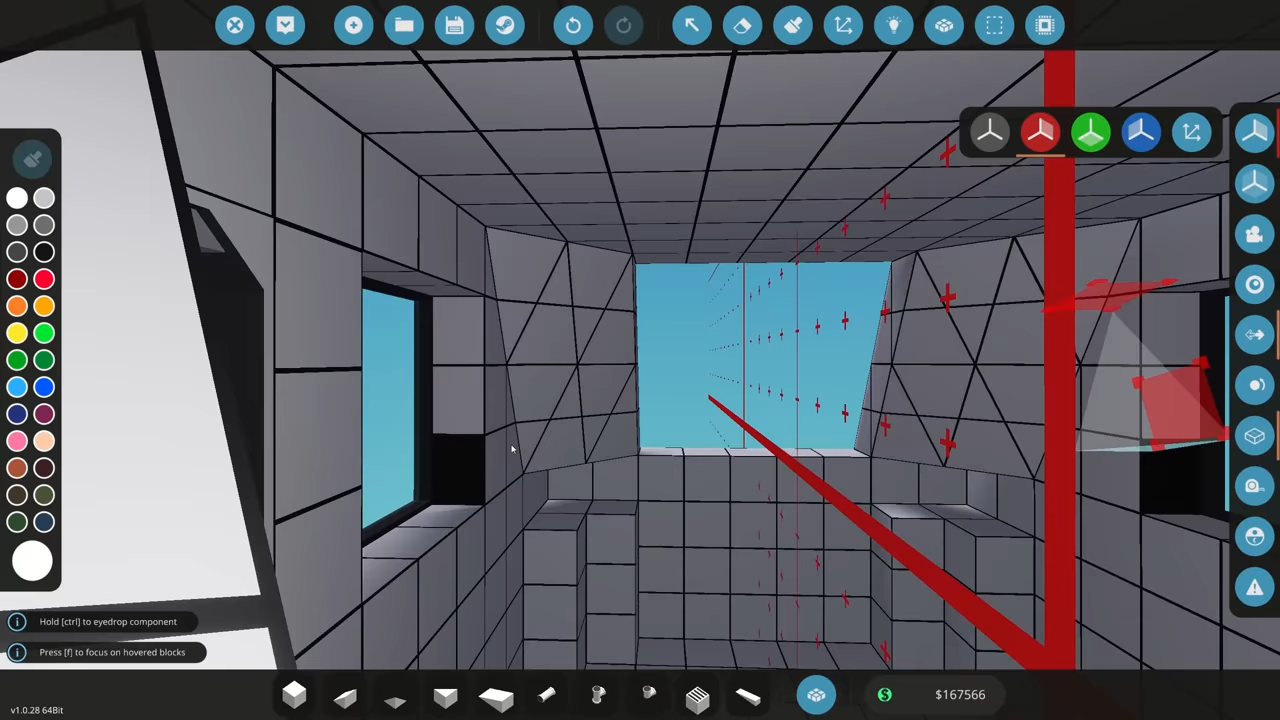 Hold [ctrl] to eyedrop component
Press [f] to focus on hovered blocks
$167566
v1.0.28 64Bit